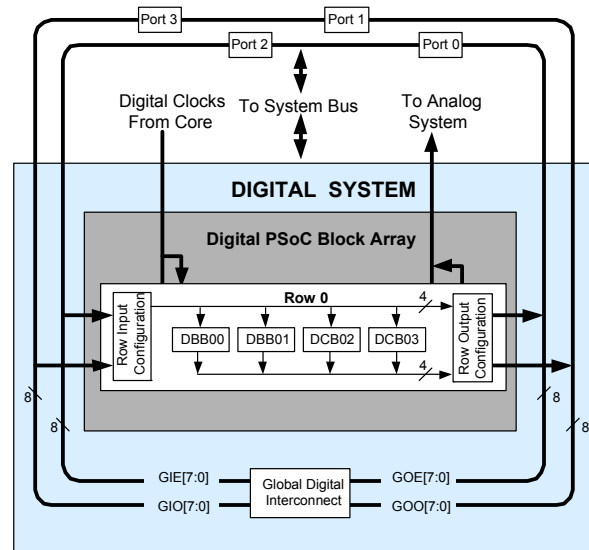 Port 3
Port 1
Port 2
Port 0
Digital Clocks
From Core
To System Bus
To Analog
System
DIGITAL SYSTEM
Digital PSoC Block Array
Row 0
4
Row Input
Configuration
DBB00
DBB01
DCB02
DCB03
Row Output
Configuration
4
8
8
8
8
GIE[7:0]
GIO[7:0]
Global Digital
Interconnect
GOE[7:0]
GOO[7:0]